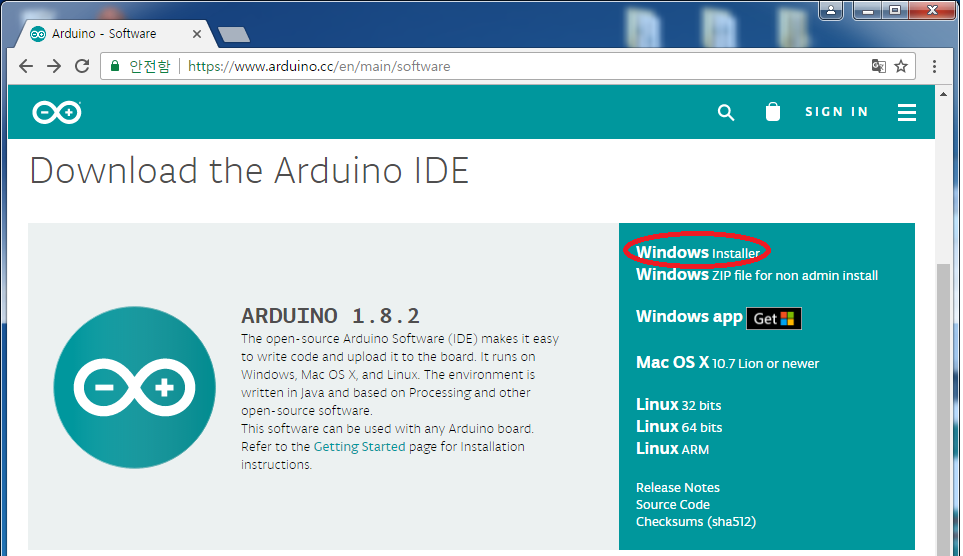 Arduino - Software
안전함 https://www.arduino.cc/en/main/software
SIGN IN
Download the Arduino IDE
ARDUINO 1.8.2
The open-source Arduino Software (IDE) makes it easy
to write code and upload it to the board. It runs on
Windows, Mac OS X, and Linux. The environment is
written in Java and based on Processing and other
open-source software.
This software can be used with any Arduino board.
Refer to the Getting Started page for Installation
instructions.
Windows Installer
Windows ZIP file for non admin install
Windows app Get
Mac OS X 10.7 Lion or newer
Linux 32 bits
Linux 64 bits
Linux ARM
Release Notes
Source Code
Checksums (sha512)